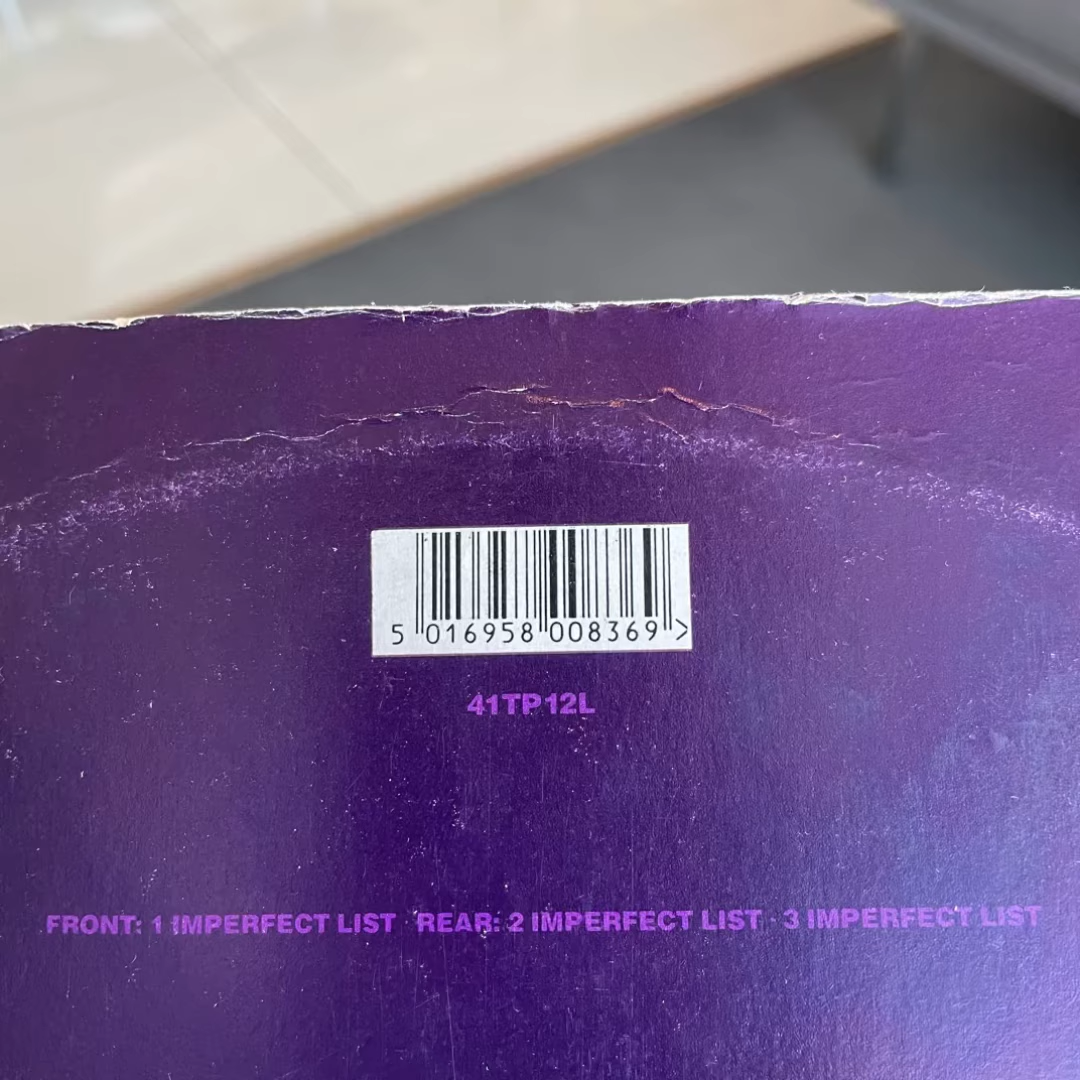 5 016958 008369 >
41TP12L
FRONT: 1 IMPERFECT LIST · REAR: 2 IMPERFECT LIST · 3 IMPERFECT LIST